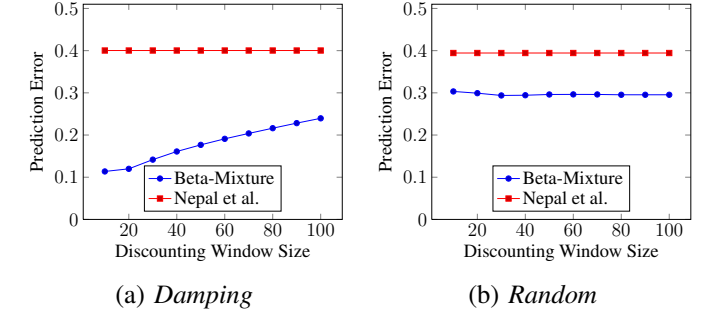 0.5
0.4
0.3
0.2
0.1
0
Prediction Error
20 40 60 80 100
Discounting Window Size
Beta-Mixture
Nepal et al.
(a) Damping
0.5
0.4
0.3
0.2
0.1
0
Prediction Error
20 40 60 80 100
Discounting Window Size
Beta-Mixture
Nepal et al.
(b) Random